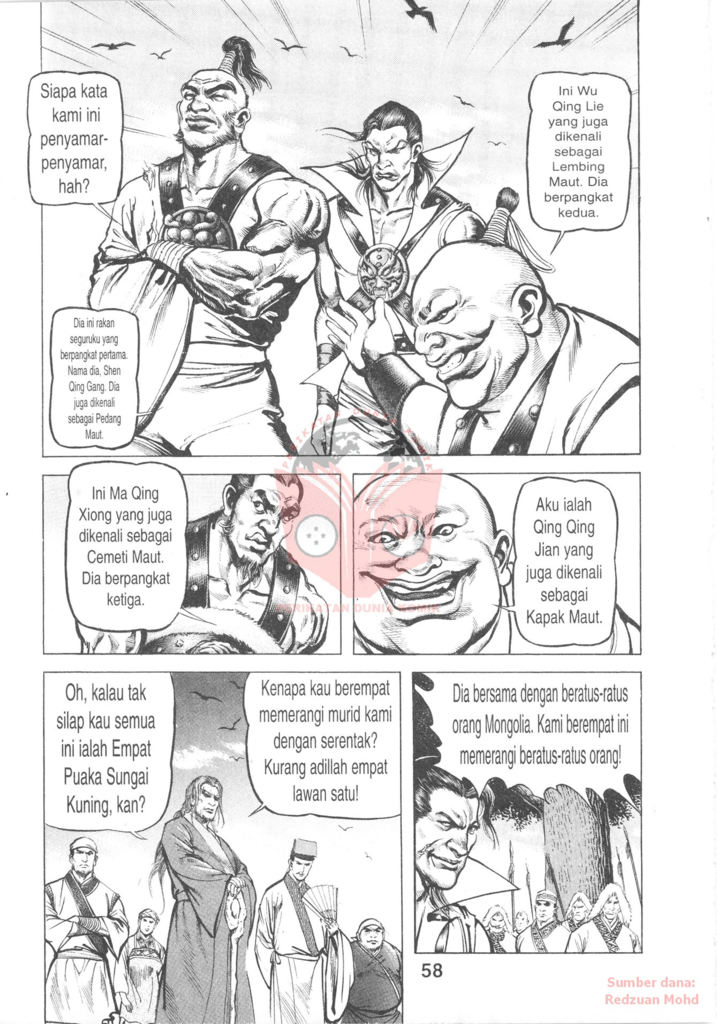 Siapa kata
kami ini
penyamar-
penyamar,
hah?
Ini Wu
Qing Lie
yang juga
dikenali
sebagai
Lembing
Maut. Dia
berpangkat
kedua.
Dia ini rakan
seguruku yang
berpangkat pertama.
Nama dia, Shen
Qing Gang. Dia
juga dikenali
sebagai Pedang
Maut.
Ini Ma Qing
Xiong yang juga
dikenali sebagai
Cemeti Maut.
Dia berpangkat
ketiga.
Aku ialah
Qing Qing
Jian yang
juga dikenali
sebagai
Kapak Maut.
Oh, kalau tak
silap kau semua
ini ialah Empat
Puaka Sungai
Kuning, kan?
Kenapa kau berempat
memerangi murid kami
dengan serentak?
Kurang adillah empat
lawan satu!
Dia bersama dengan beratus-ratus
orang Mongolia. Kami berempat ini
memerangi beratus-ratus orang!
58
Sumber dana:
Redzuan Mohd